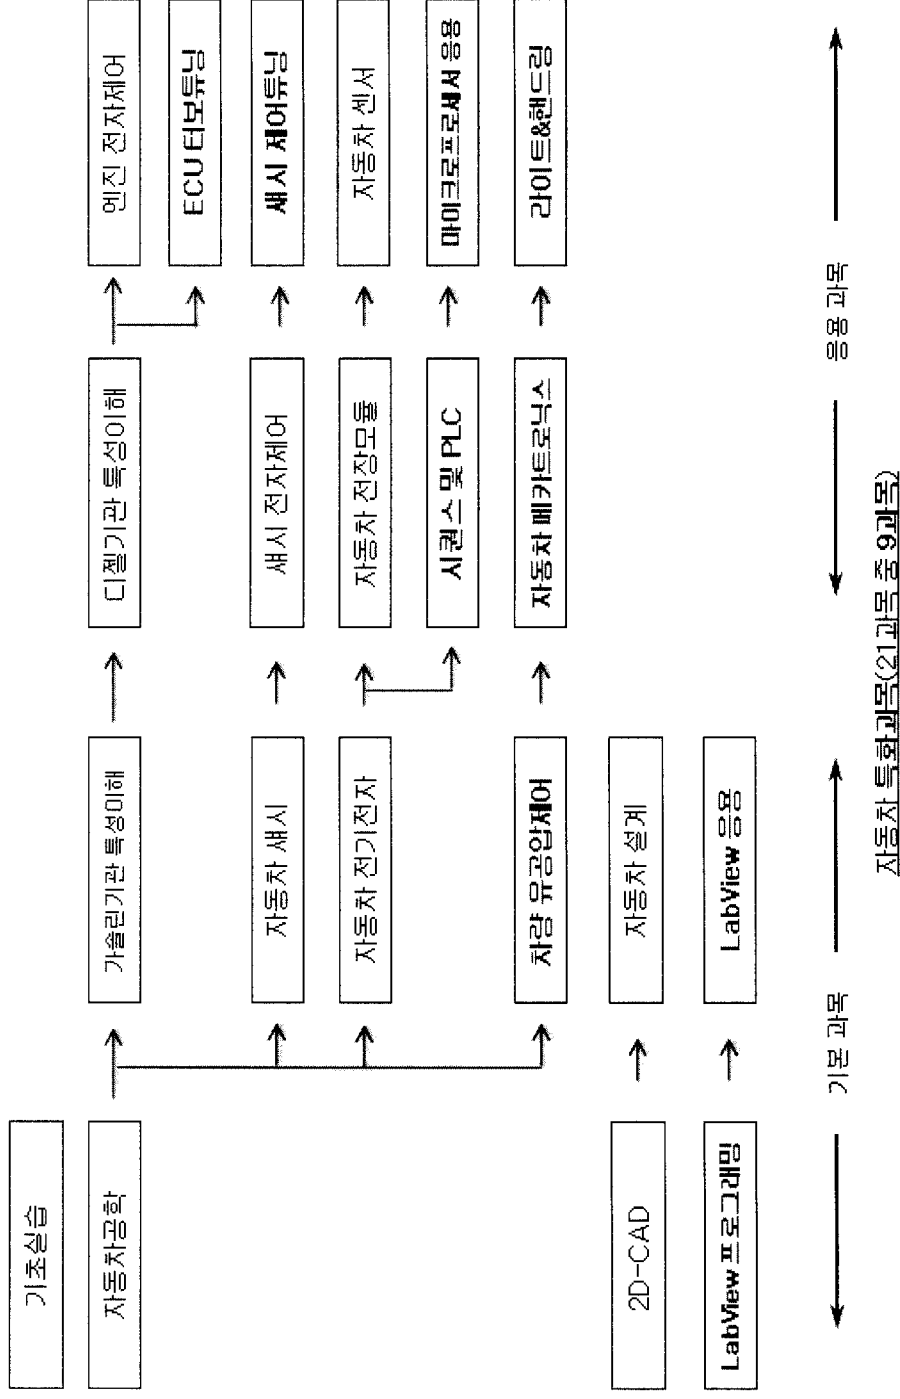 기초실습
자동차공학
가솔린기관 특성이해
디젤기관 특성이해
엔진 전자제어
ECU 터보튜닝
자동차 섀시
섀시 전자제어
섀시 제어튜닝
자동차 전기전자
자동차 전장모듈
자동차 센서
시퀀스 및 PLC
마이크로프로세서 응용
차량 유공압제어
자동차 메카트로닉스
라이드&핸드링
2D-CAD
자동차 설계
LabView 프로그래밍
LabView 응용
기본 과목
응용 과목
자동차 특화과목(21과목 중 9과목)